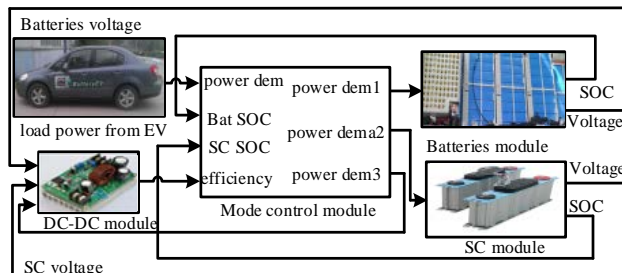 Batteries voltage
load power from EV
power dem
Bat SOC
SC SOC
efficiency
power dem1
power dema2
power dem3
Mode control module
SOC
Voltage
Batteries module
Voltage
SOC
SC module
DC-DC module
SC voltage